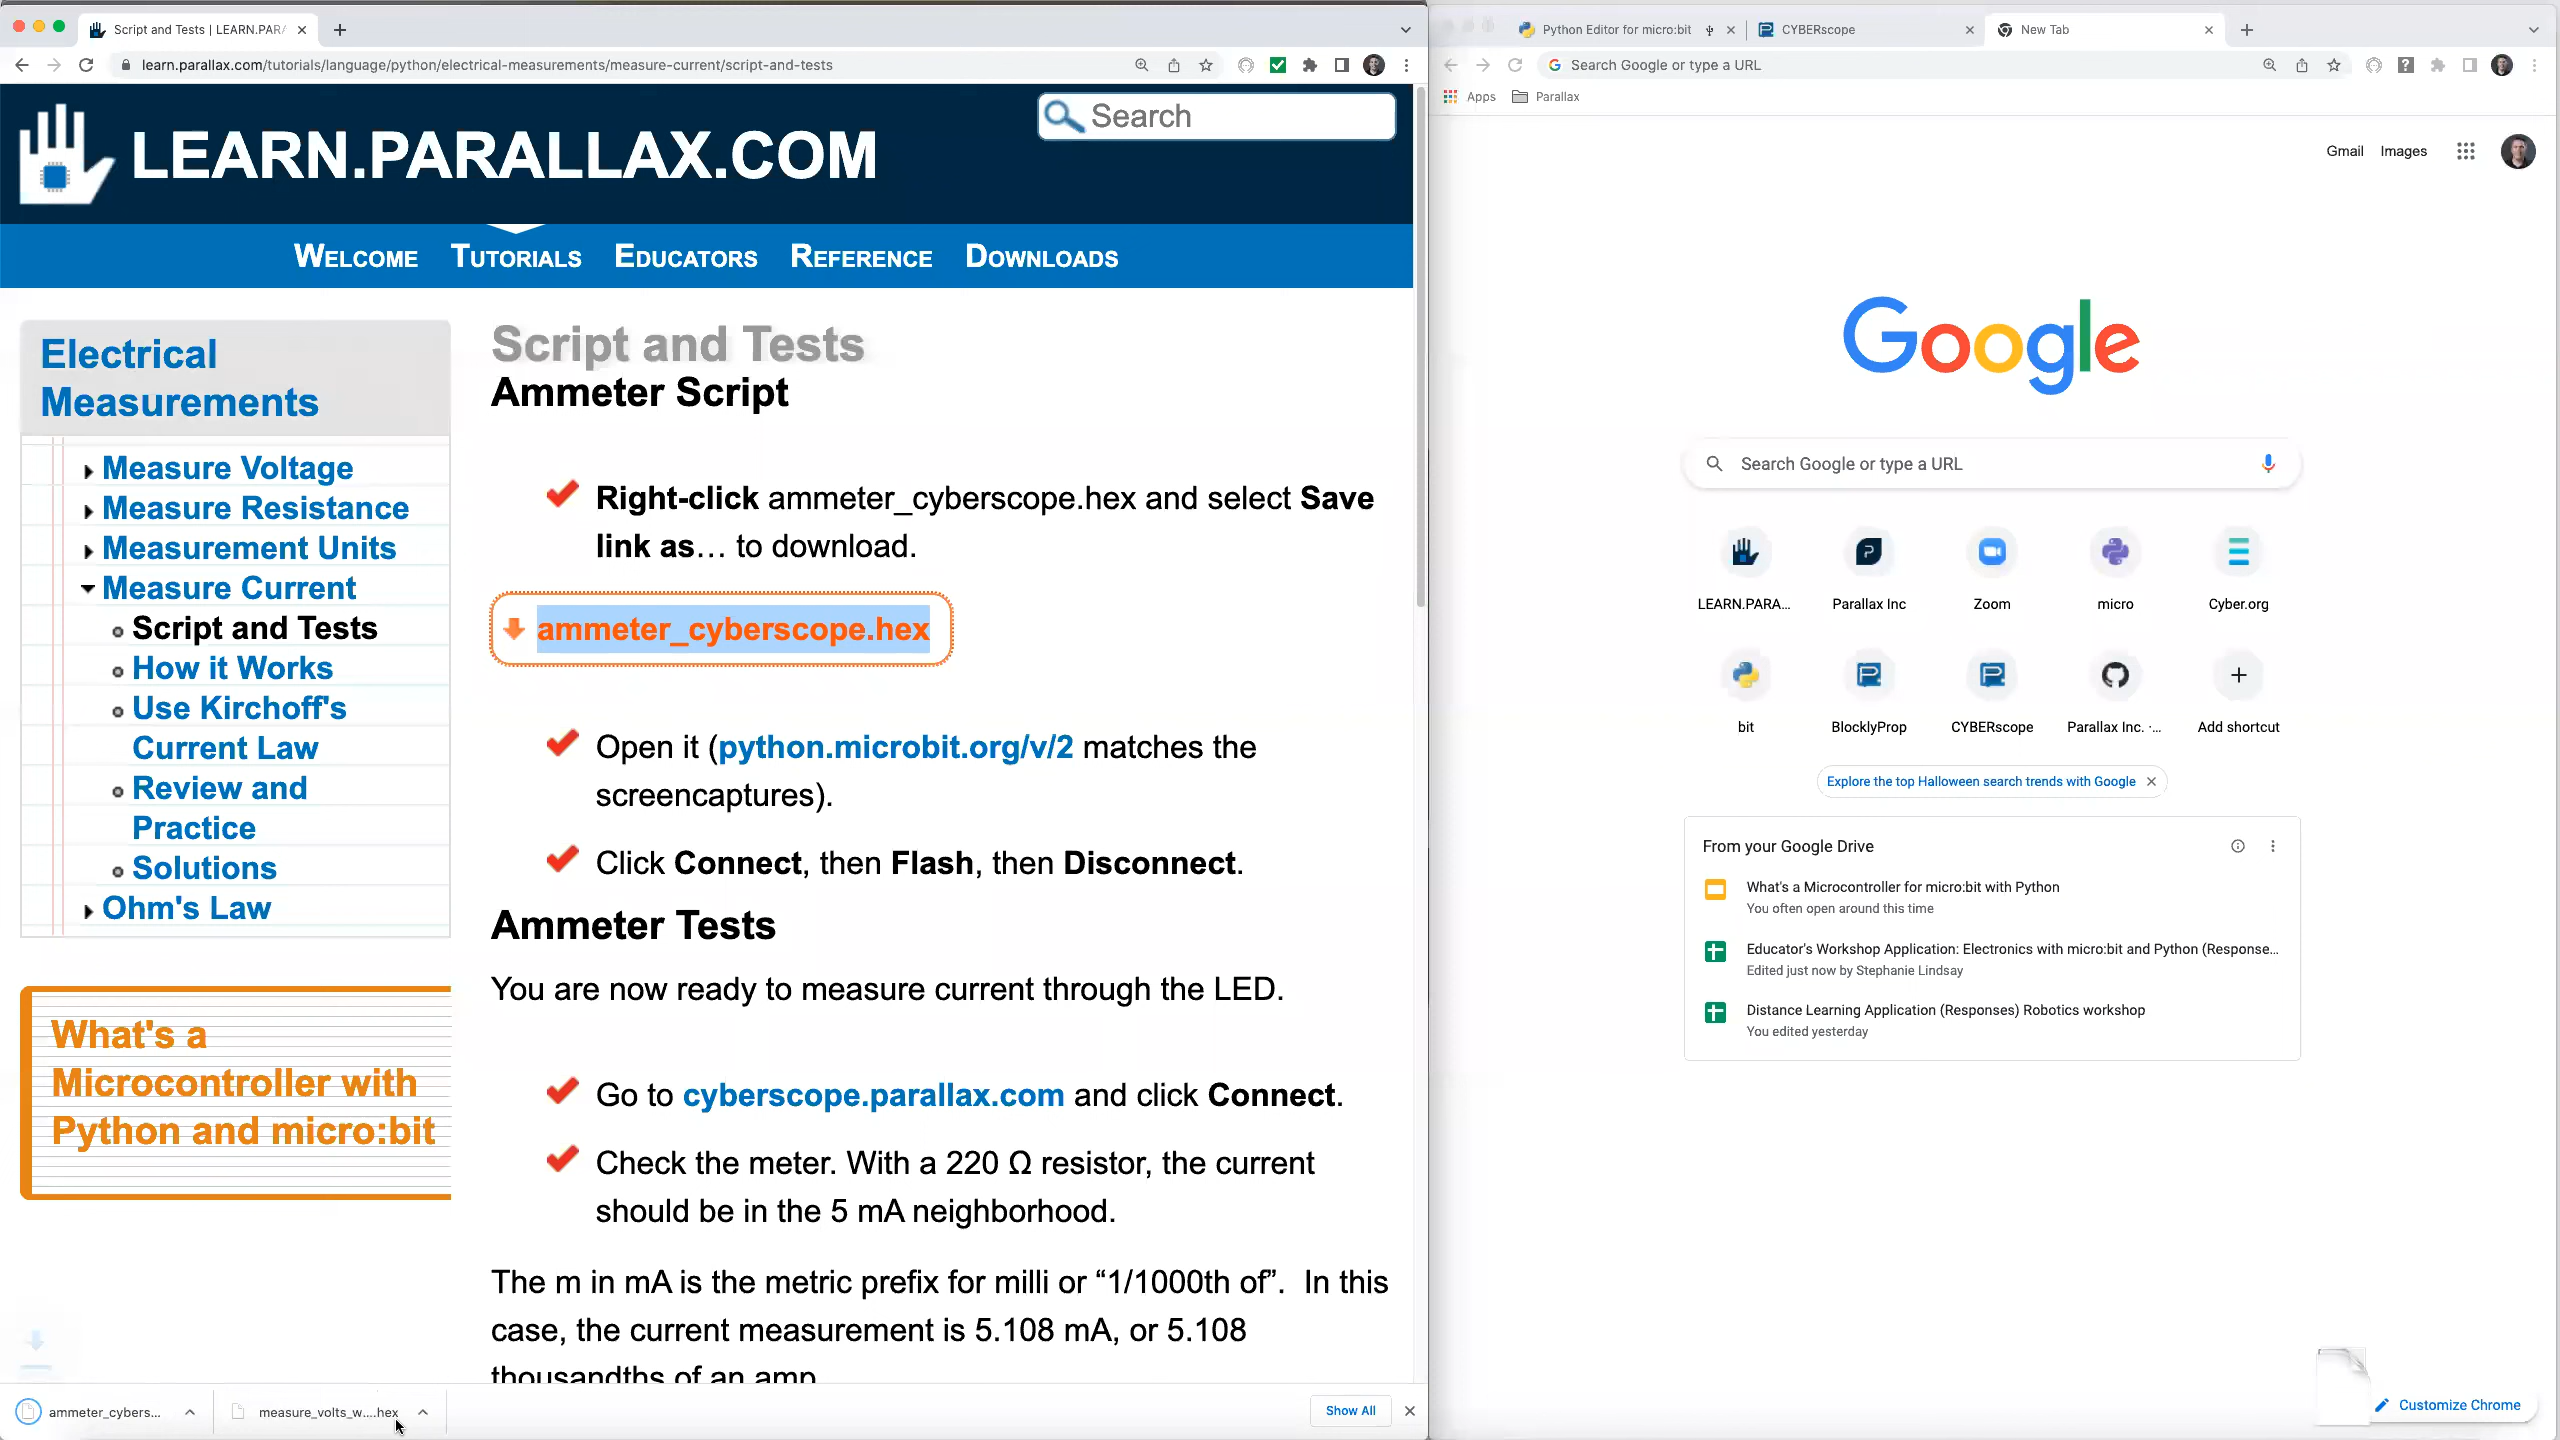 Script and Tests | LEARN.PAR
learn.parallax.com/tutorials/language/python/electrical-measurements/measure-current/script-and-tests
LEARN.PARALLAX.COM
Search
WELCOME TUTORIALS EDUCATORS REFERENCE DOWNLOADS
Electrical
Measurements
Measure Voltage
Measure Resistance
Measurement Units
Measure Current
Script and Tests
How it Works
Use Kirchoff's
Current Law
Review and
Practice
Solutions
Ohm's Law
What's a
Microcontroller with
Python and micro:bit
Script and Tests
Ammeter Script
Right-click ammeter_cyberscope.hex and select Save
link as… to download.
ammeter_cyberscope.hex
Open it (python.microbit.org/v/2 matches the
screencaptures).
Click Connect, then Flash, then Disconnect.
Ammeter Tests
You are now ready to measure current through the LED.
Go to cyberscope.parallax.com and click Connect.
Check the meter. With a 220 Ω resistor, the current
should be in the 5 mA neighborhood.
The m in mA is the metric prefix for milli or “1/1000th of”. In this
case, the current measurement is 5.108 mA, or 5.108
thousandths of an amp
ammeter_cybers... measure_volts_w....hex Show All
Python Editor for micro:bit CYBERscope New Tab
Search Google or type a URL
Apps Parallax
Gmail Images
Google
Search Google or type a URL
LEARN.PARA... Parallax Inc Zoom micro Cyber.org
bit BlocklyProp CYBERscope Parallax Inc. ·... Add shortcut
Explore the top Halloween search trends with Google
From your Google Drive
What's a Microcontroller for micro:bit with Python
You often open around this time
Educator's Workshop Application: Electronics with micro:bit and Python (Response...
Edited just now by Stephanie Lindsay
Distance Learning Application (Responses) Robotics workshop
You edited yesterday
Customize Chrome